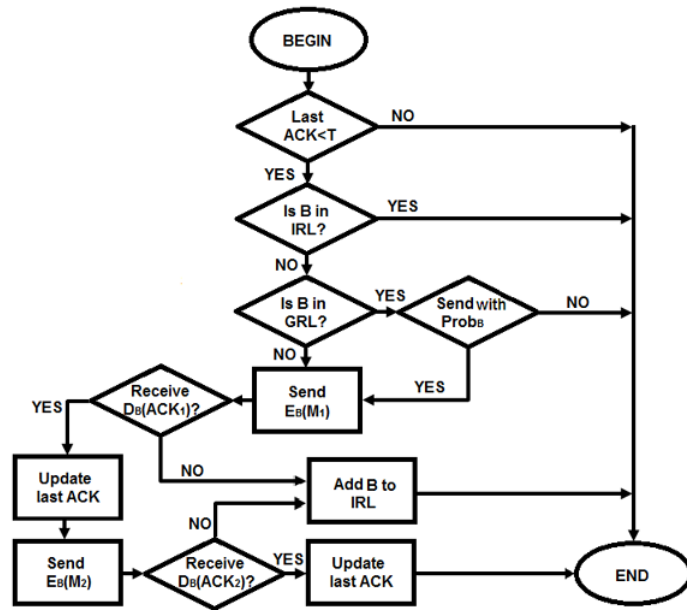 BEGIN
Last
ACK<T
NO
YES
Is B in
IRL?
YES
NO
Is B in
GRL?
YES
Send with
ProbB
NO
NO
YES
Send
EB(M1)
Receive
DB(ACK1)?
YES
NO
Update
last ACK
Add B to
IRL
NO
Send
EB(M2)
Receive
DB(ACK2)?
YES
Update
last ACK
END